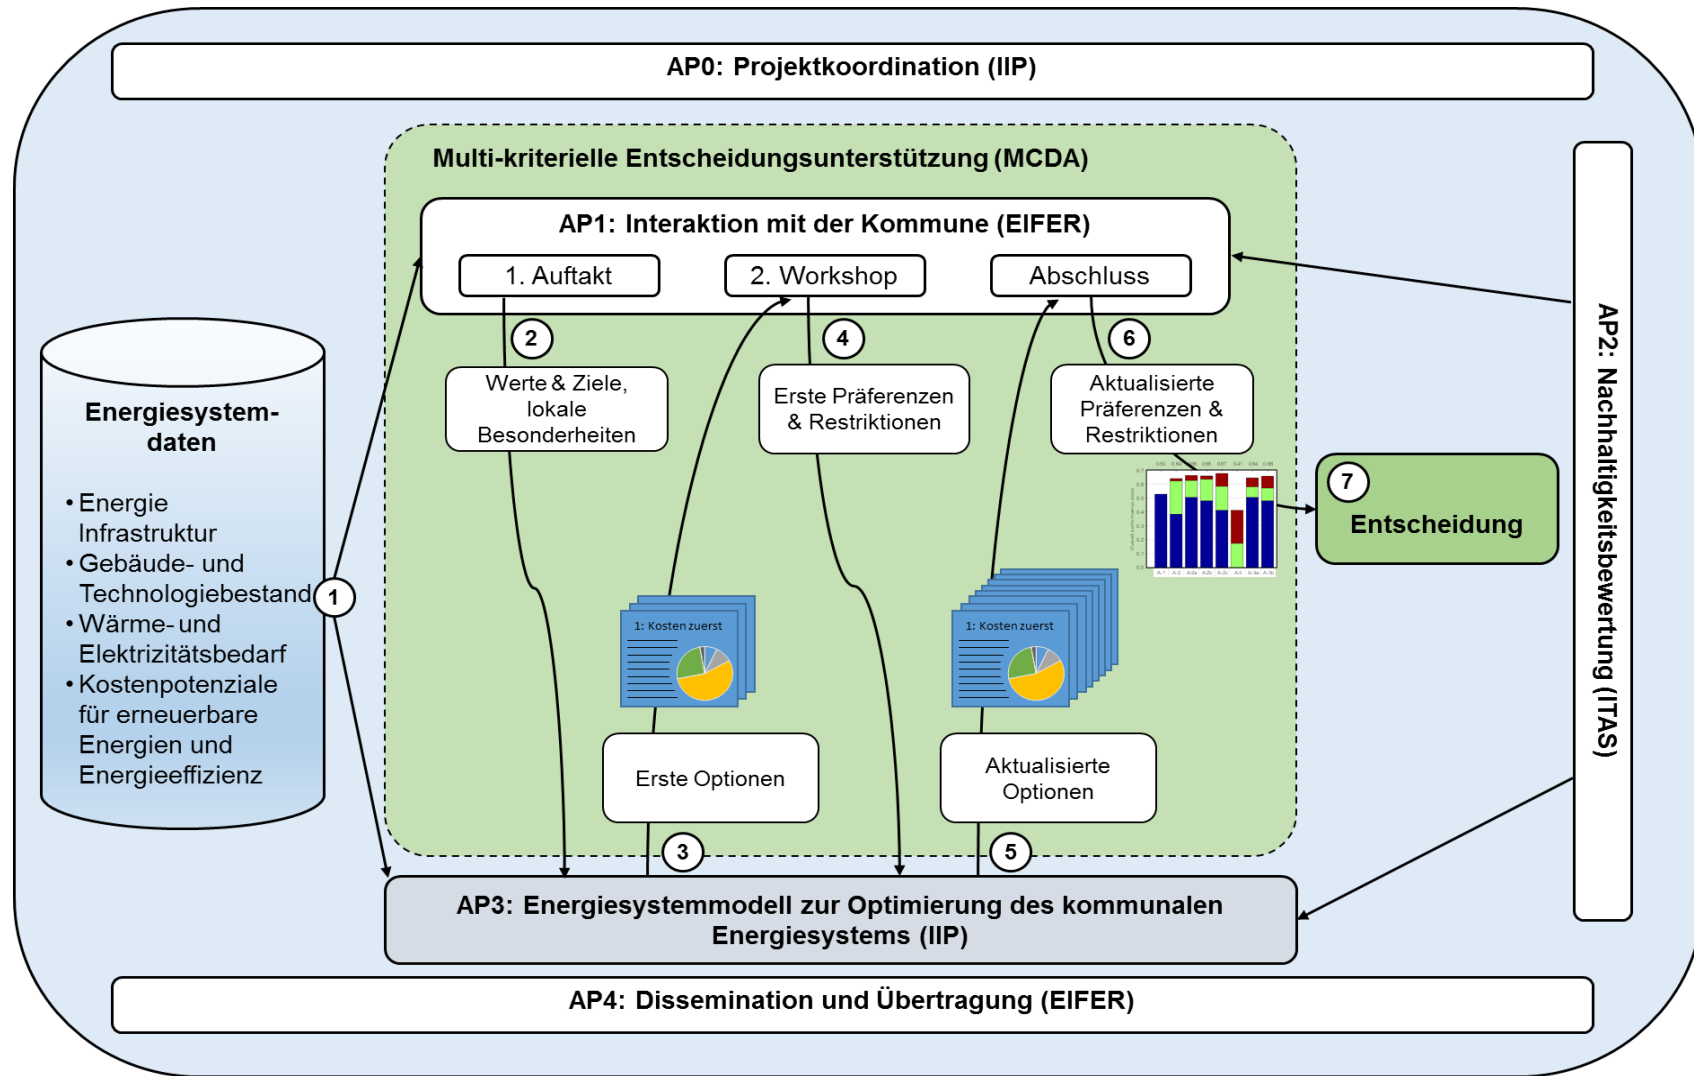 AP0: Projektkoordination (IIP)
Multi-kriterielle Entscheidungsunterstützung (MCDA)
AP1: Interaktion mit der Kommune (EIFER)
1. Auftakt
2. Workshop
Abschluss
2
4
6
Werte & Ziele,
lokale
Besonderheiten
Erste Präferenzen
& Restriktionen
Aktualisierte
Präferenzen &
Restriktionen
Energiesystem-
daten
• Energie
Infrastruktur
• Gebäude- und
Technologiebestand
• Wärme- und
Elektrizitätsbedarf
• Kostenpotenziale
für erneuerbare
Energien und
Energieeffizienz
1
7
Entscheidung
1: Kosten zuerst
1: Kosten zuerst
Erste Optionen
Aktualisierte
Optionen
3
5
AP2: Nachhaltigkeitsbewertung (ITAS)
AP3: Energiesystemmodell zur Optimierung des kommunalen
Energiesystems (IIP)
AP4: Dissemination und Übertragung (EIFER)